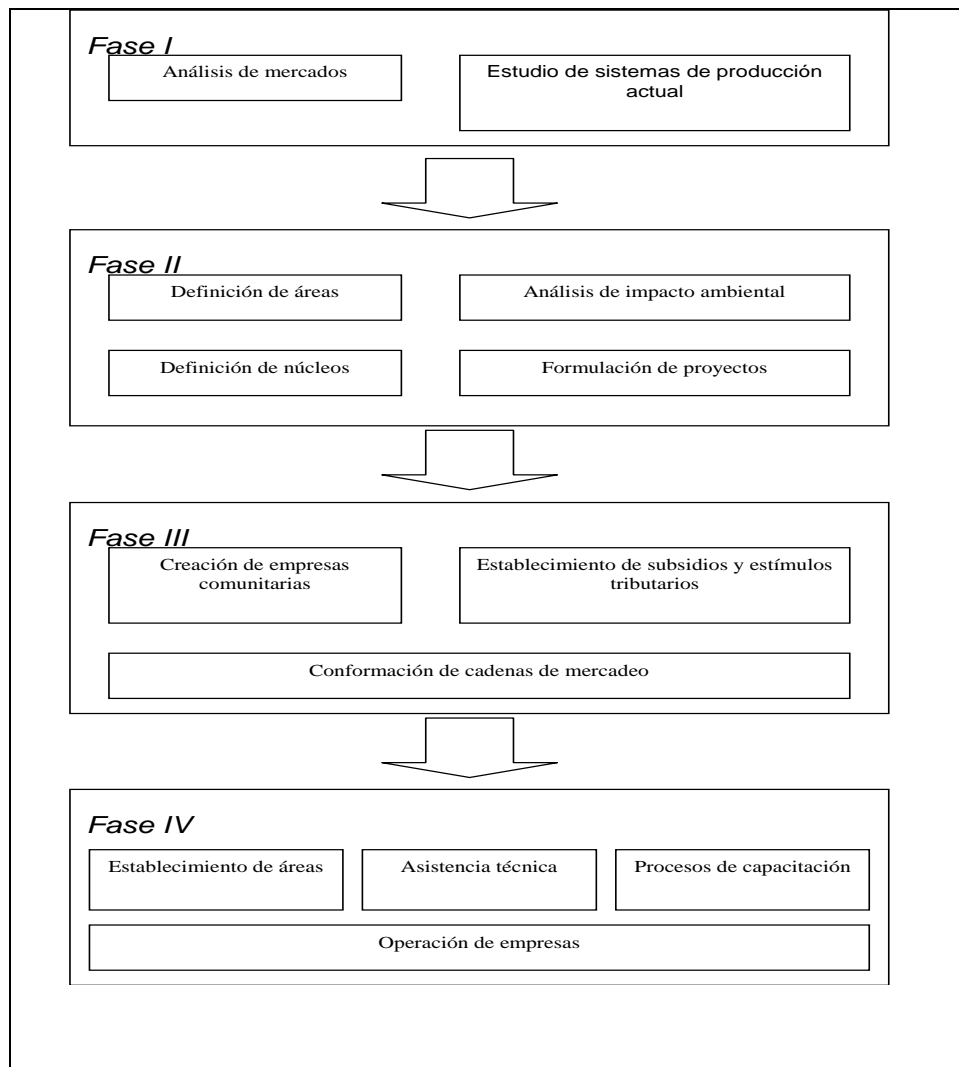 Fase I
Análisis de mercados
Estudio de sistemas de producción
actual
Fase II
Definición de áreas
Análisis de impacto ambiental
Definición de núcleos
Formulación de proyectos
Fase III
Creación de empresas
comunitarias
Establecimiento de subsidios y estímulos
tributarios
Conformación de cadenas de mercadeo
Fase IV
Establecimiento de áreas
Asistencia técnica
Procesos de capacitación
Operación de empresas